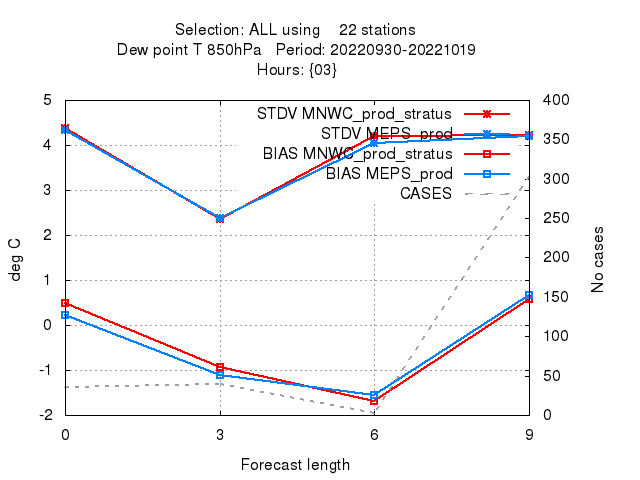 Selection: ALL using 22 stations
Dew point T 850hPa Period: 20220930-20221019
Hours: {03}
STDV MNWC_prod_stratus
STDV MEPS_prod
BIAS MNWC_prod_stratus
BIAS MEPS_prod
CASES
5
4
3
2
1
0
-1
-2
deg C
400
350
300
250
200
150
100
50
0
No cases
0 3 6 9
Forecast length